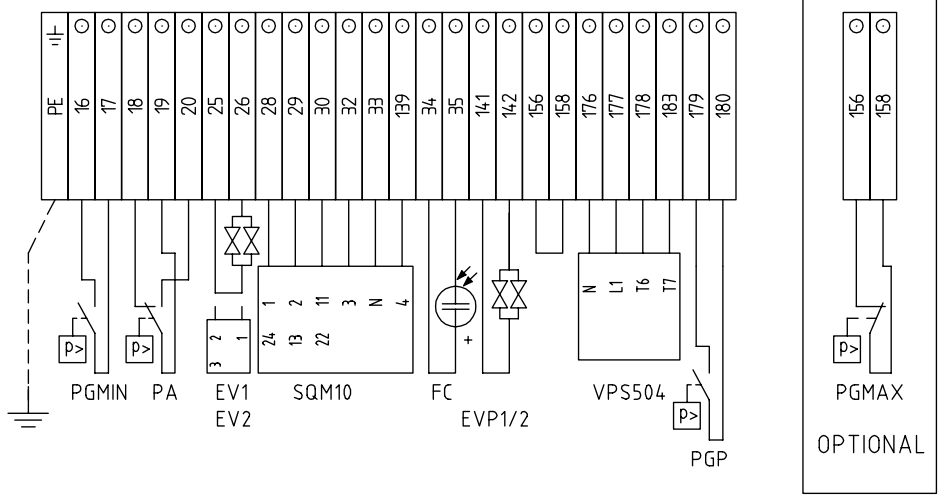 PE 16 17 18 19 20 25 26 28 29 30 32 33 139 34 35 141 142 156 158 176 177 178 183 179 180
156 158
1 2 11 3 N 4
24 13 22
N L1 T6 T7
2 1
3
+
P> P> P> P>
PGMIN PA EV1 SQM10 FC VPS504 PGMAX
EV2 EVP1/2
PGP
OPTIONAL